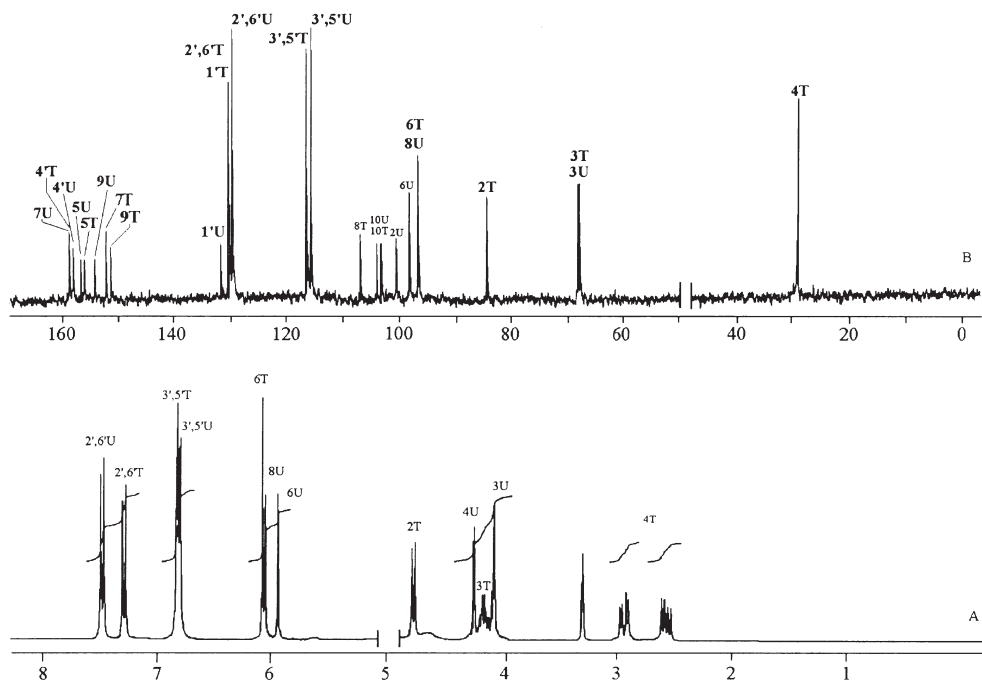 2',6'U
3',5'U
2',6'T
3',5'T
1'T
4T
6T
8U
3T
3U
4'T
4'U
9U
6U
2T
7U
5U
7T
5T
9T
1'U
8T
10U
10T
2U
B
160 140 120 100 80 60 40 20 0
6T
3',5'T
3',5'U
2',6'U
2',6'T
8U
6U
3U
4U
2T
4T
3T
A
8 7 6 5 4 3 2 1